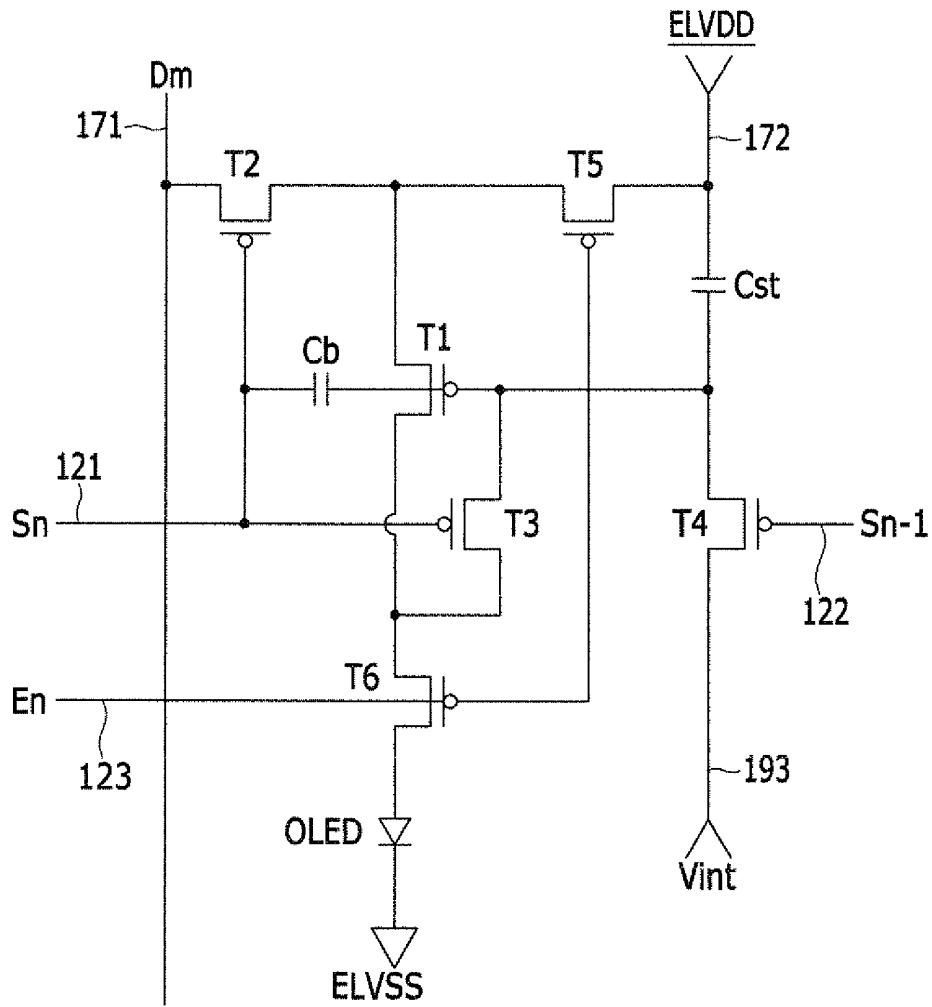 ELVDD
Dm
171
172
T2
T5
Cst
T1
Cb
121
Sn
T3
T4
Sn-1
122
T6
En
123
193
OLED
Vint
ELVSS